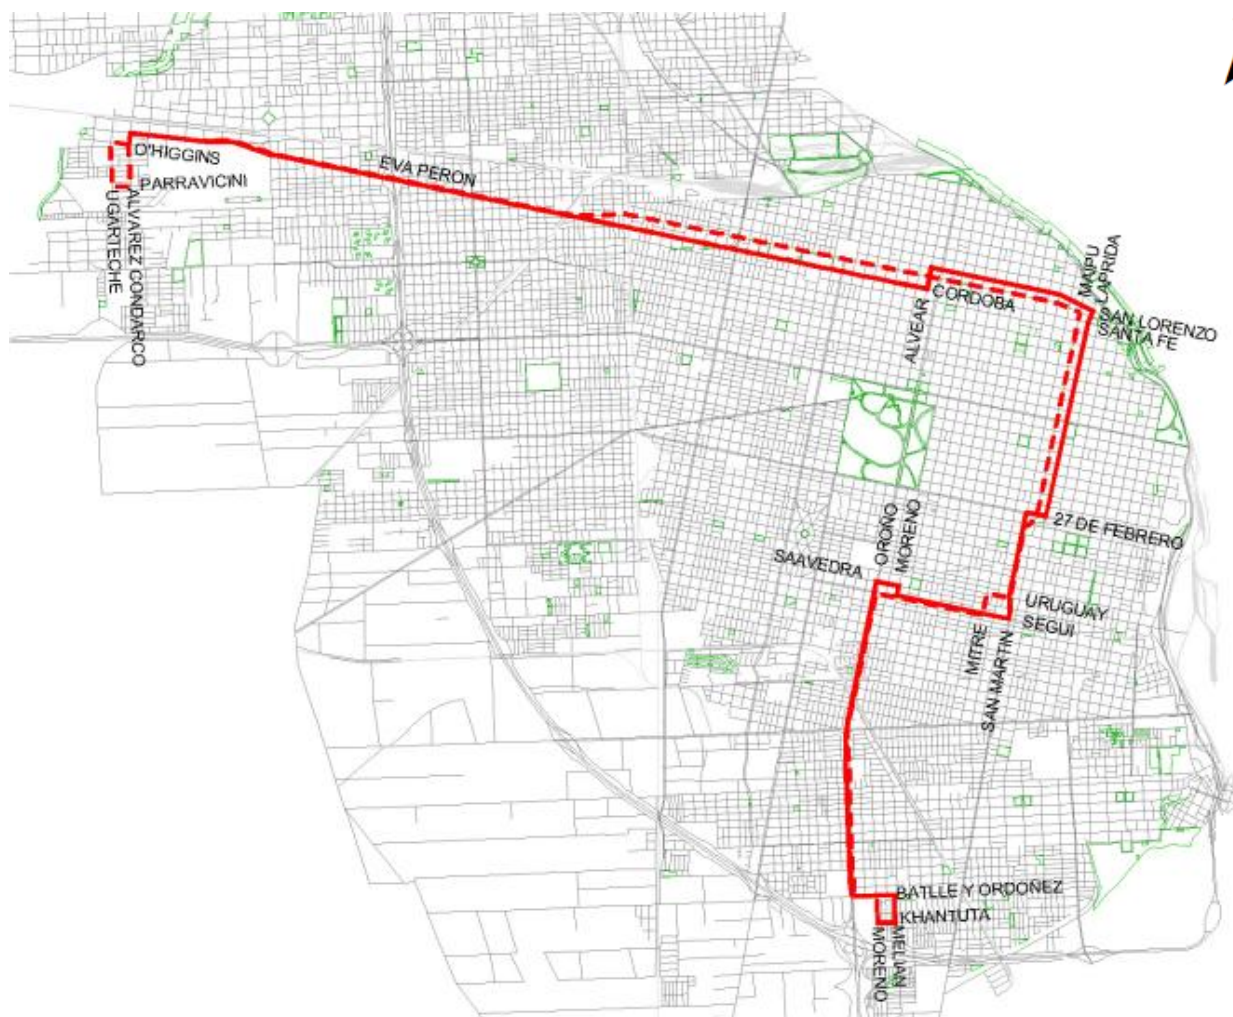 O'HIGGINS
PARRAVICINI
ALVAREZ CONDARCO
UGARTECHE
EVA PERON
CORDOBA
ALVEAR
MAIPU
LAPRIDA
SAN LORENZO
SANTA FE
27 DE FEBRERO
OROÑO
MORENO
SAAVEDRA
URUGUAY
SEGUI
MITRE
SAN MARTIN
BATLLE Y ORDOÑEZ
KHANTUTA
MELIAN
MORENO